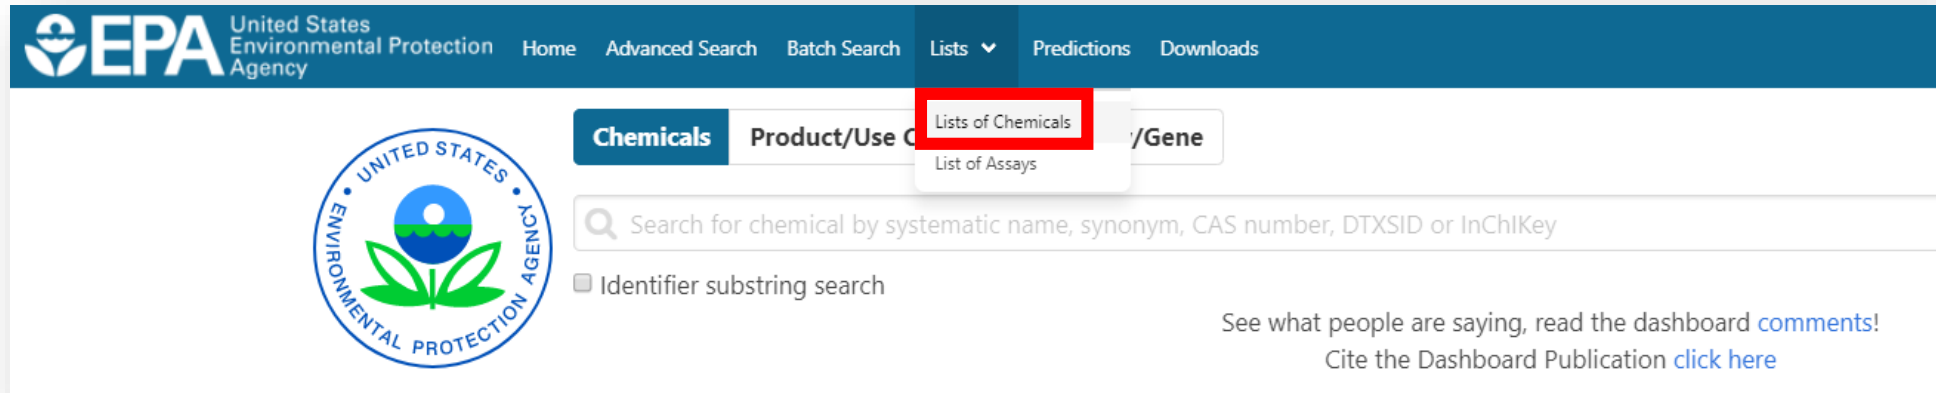 EPA United States Environmental Protection Agency
Home Advanced Search Batch Search Lists Predictions Downloads
Lists of Chemicals
List of Assays
Chemicals Product/Use C /Gene
UNITED STATES • ENVIRONMENTAL PROTECTION AGENCY •
Search for chemical by systematic name, synonym, CAS number, DTXSID or InChIKey
Identifier substring search
See what people are saying, read the dashboard comments!
Cite the Dashboard Publication click here